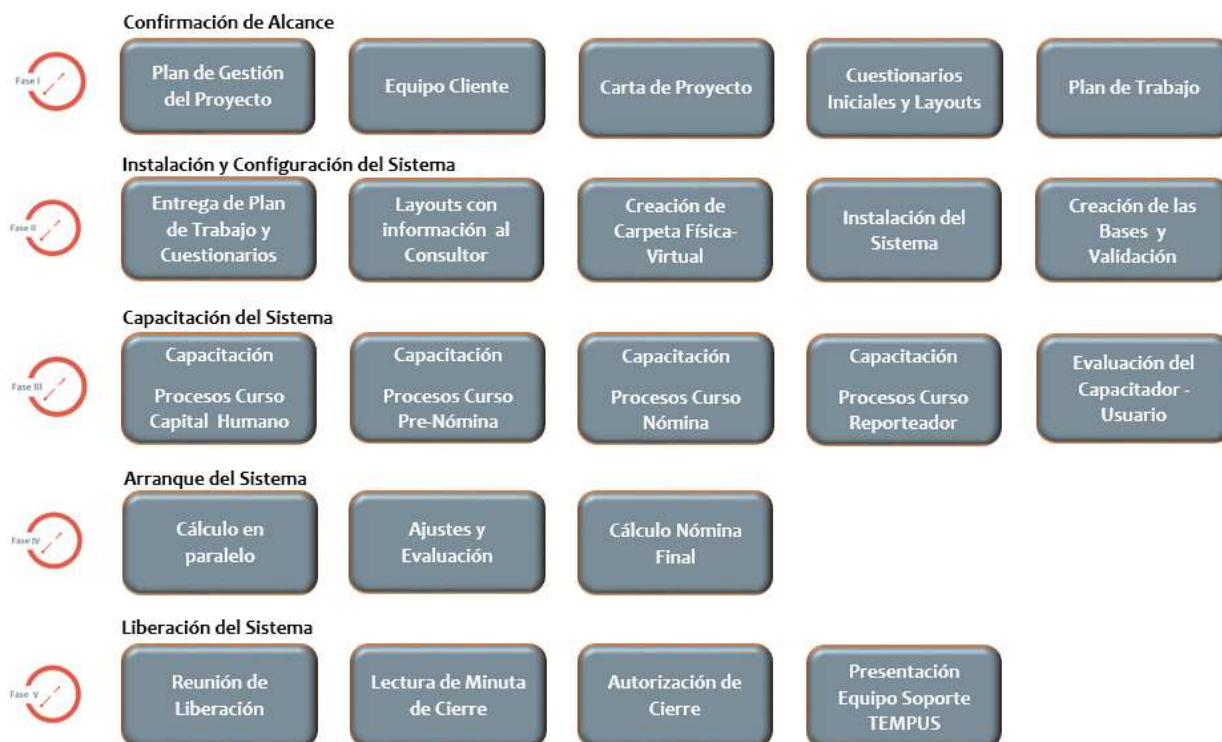 Confirmación de Alcance
Fase I
Plan de Gestión
del Proyecto
Equipo Cliente
Carta de Proyecto
Cuestionarios
Iniciales y Layouts
Plan de Trabajo
Instalación y Configuración del Sistema
Fase II
Entrega de Plan
de Trabajo y
Cuestionarios
Layouts con
información al
Consultor
Creación de
Carpeta Física-
Virtual
Instalación del
Sistema
Creación de las
Bases y
Validación
Capacitación del Sistema
Fase III
Capacitación
Procesos Curso
Capital Humano
Capacitación
Procesos Curso
Pre-Nómina
Capacitación
Procesos Curso
Nómina
Capacitación
Procesos Curso
Reporteador
Evaluación del
Capacitador -
Usuario
Arranque del Sistema
Fase IV
Cálculo en
paralelo
Ajustes y
Evaluación
Cálculo Nómina
Final
Liberación del Sistema
Fase V
Reunión de
Liberación
Lectura de Minuta
de Cierre
Autorización de
Cierre
Presentación
Equipo Soporte
TEMPUS